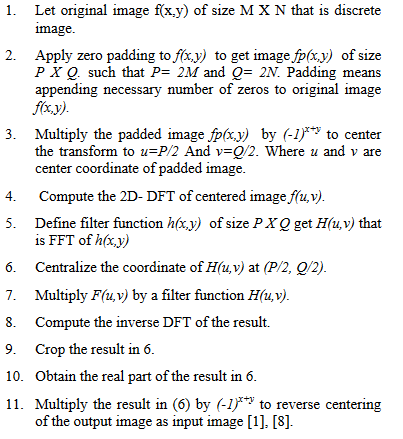 1. Let original image f(x,y) of size M X N that is discrete
image.
2. Apply zero padding to f(x,y) to get image fp(x,y) of size
P X Q. such that P= 2M and Q= 2N. Padding means
appending necessary number of zeros to original image
f(x,y).
3. Multiply the padded image fp(x,y) by (-1)^x+y to center
the transform to u=P/2 And v=Q/2. Where u and v are
center coordinate of padded image.
4. Compute the 2D- DFT of centered image f(u,v).
5. Define filter function h(x,y) of size P X Q get H(u,v) that
is FFT of h(x,y)
6. Centralize the coordinate of H(u,v) at (P/2, Q/2).
7. Multiply F(u,v) by a filter function H(u,v).
8. Compute the inverse DFT of the result.
9. Crop the result in 6.
10. Obtain the real part of the result in 6.
11. Multiply the result in (6) by (-1)^x+y to reverse centering
of the output image as input image [1], [8].